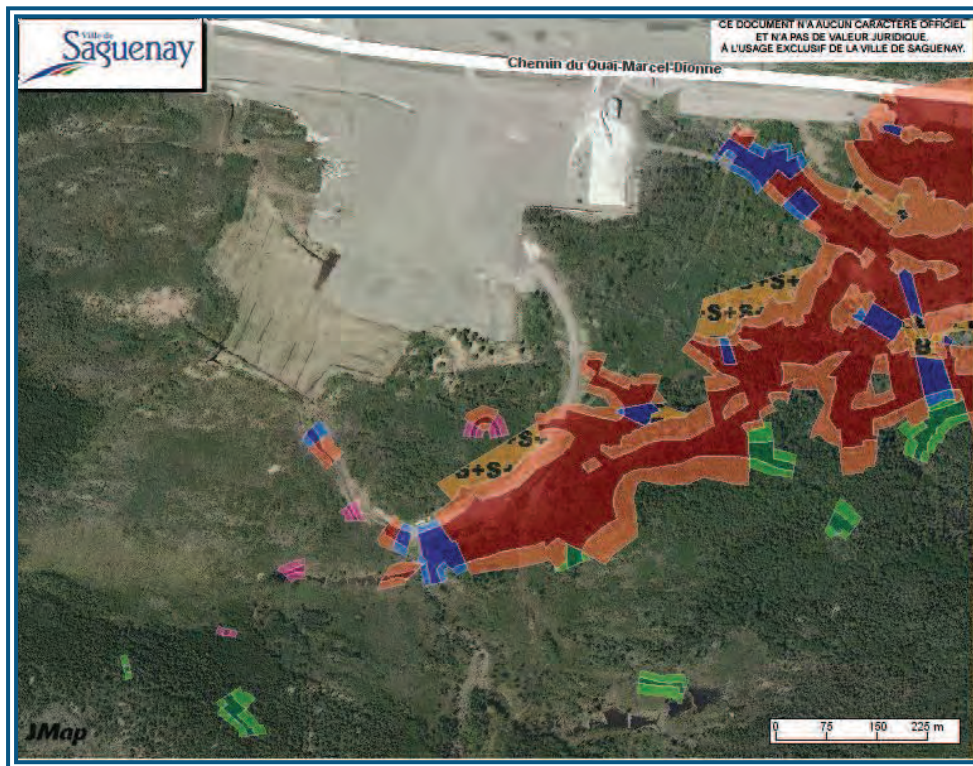 Ville de
Saguenay
CE DOCUMENT N'A AUCUN CARACTERE OFFICIEL
ET N'A PAS DE VALEUR JURIDIQUE.
À L'USAGE EXCLUSIF DE LA VILLE DE SAGUENAY.
Chemin du Quai-Marcel-Dionne
S+S+
S+S+
S+S+
S+S+
JMap
0 75 150 225 m